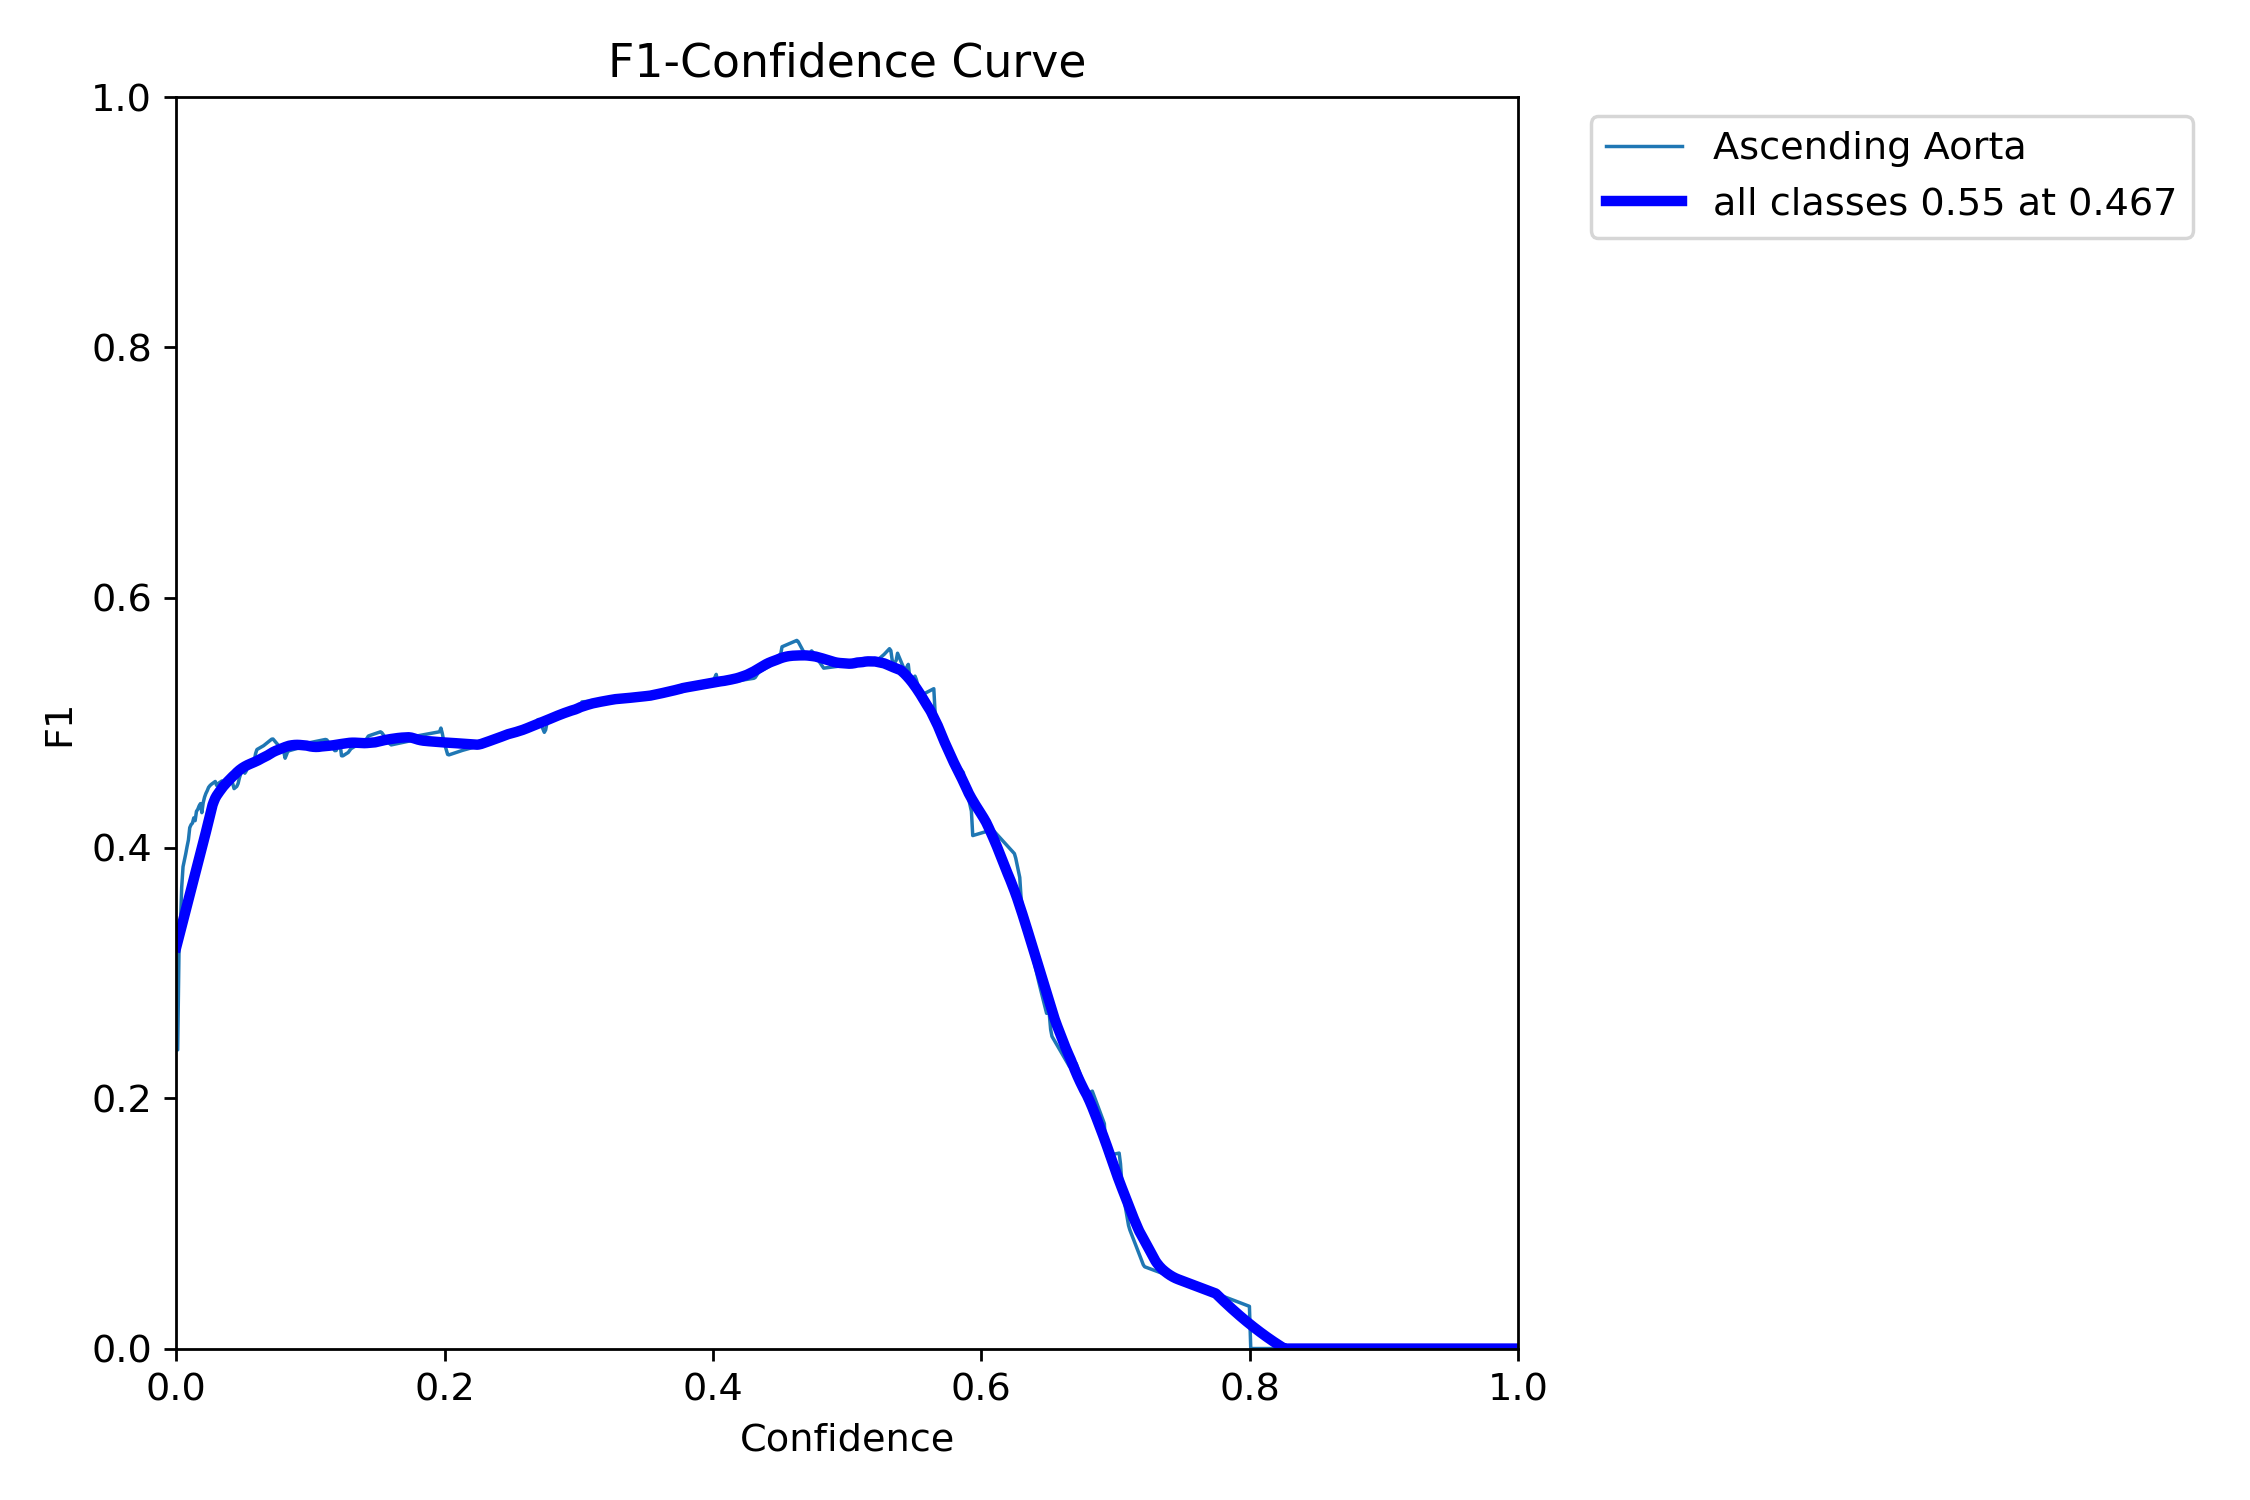 F1-Confidence Curve
1.0
0.8
0.6
0.4
0.2
0.0
F1
0.0 0.2 0.4 0.6 0.8 1.0
Confidence
Ascending Aorta
all classes 0.55 at 0.467